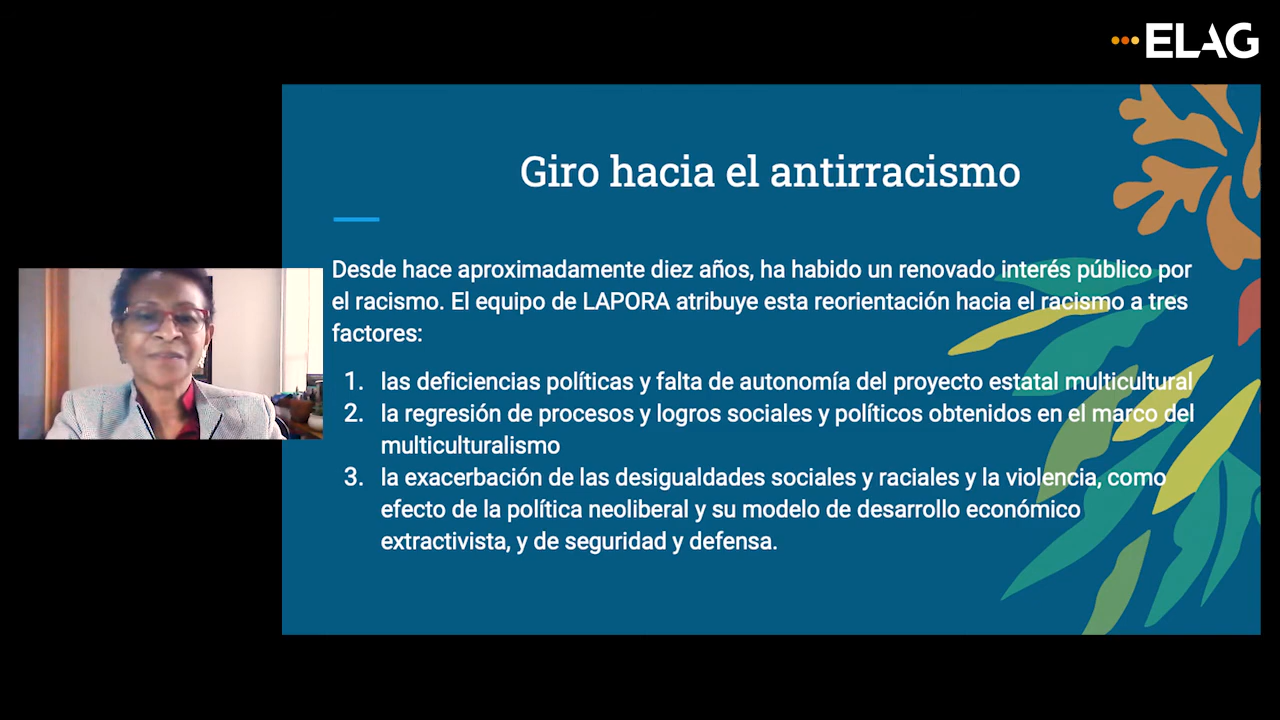 ELAG
Giro hacia el antirracismo
Desde hace aproximadamente diez años, ha habido un renovado interés público por
el racismo. El equipo de LAPORA atribuye esta reorientación hacia el racismo a tres
factores:
1. las deficiencias políticas y falta de autonomía del proyecto estatal multicultural
2. la regresión de procesos y logros sociales y políticos obtenidos en el marco del
multiculturalismo
3. la exacerbación de las desigualdades sociales y raciales y la violencia, como
efecto de la política neoliberal y su modelo de desarrollo económico
extractivista, y de seguridad y defensa.